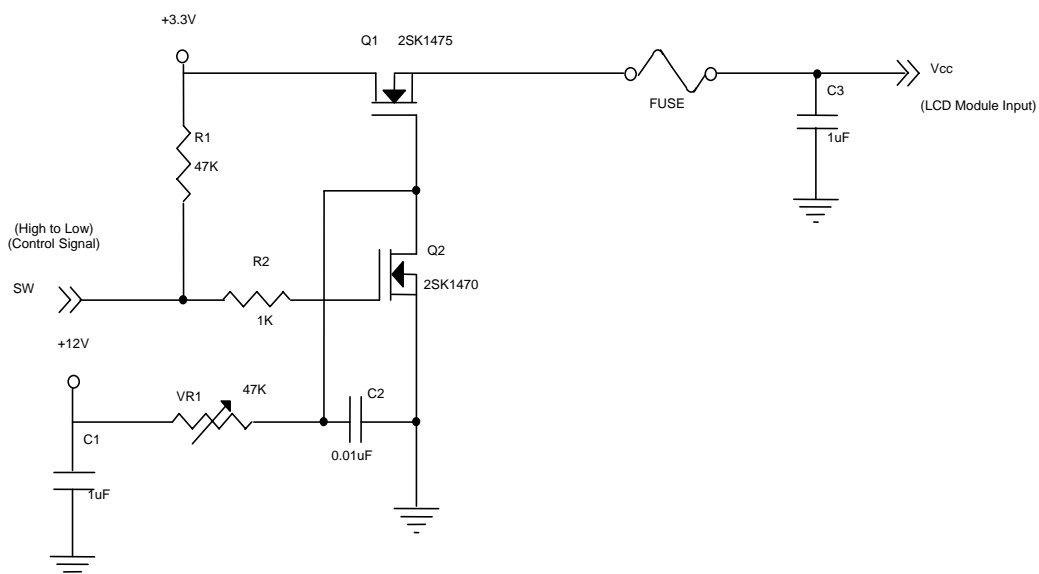 +3.3V
Q1 2SK1475
Vcc
FUSE
C3
(LCD Module Input)
R1
1uF
47K
(High to Low)
(Control Signal)
Q2
R2
SW
2SK1470
1K
+12V
VR1
47K
C2
C1
0.01uF
1uF